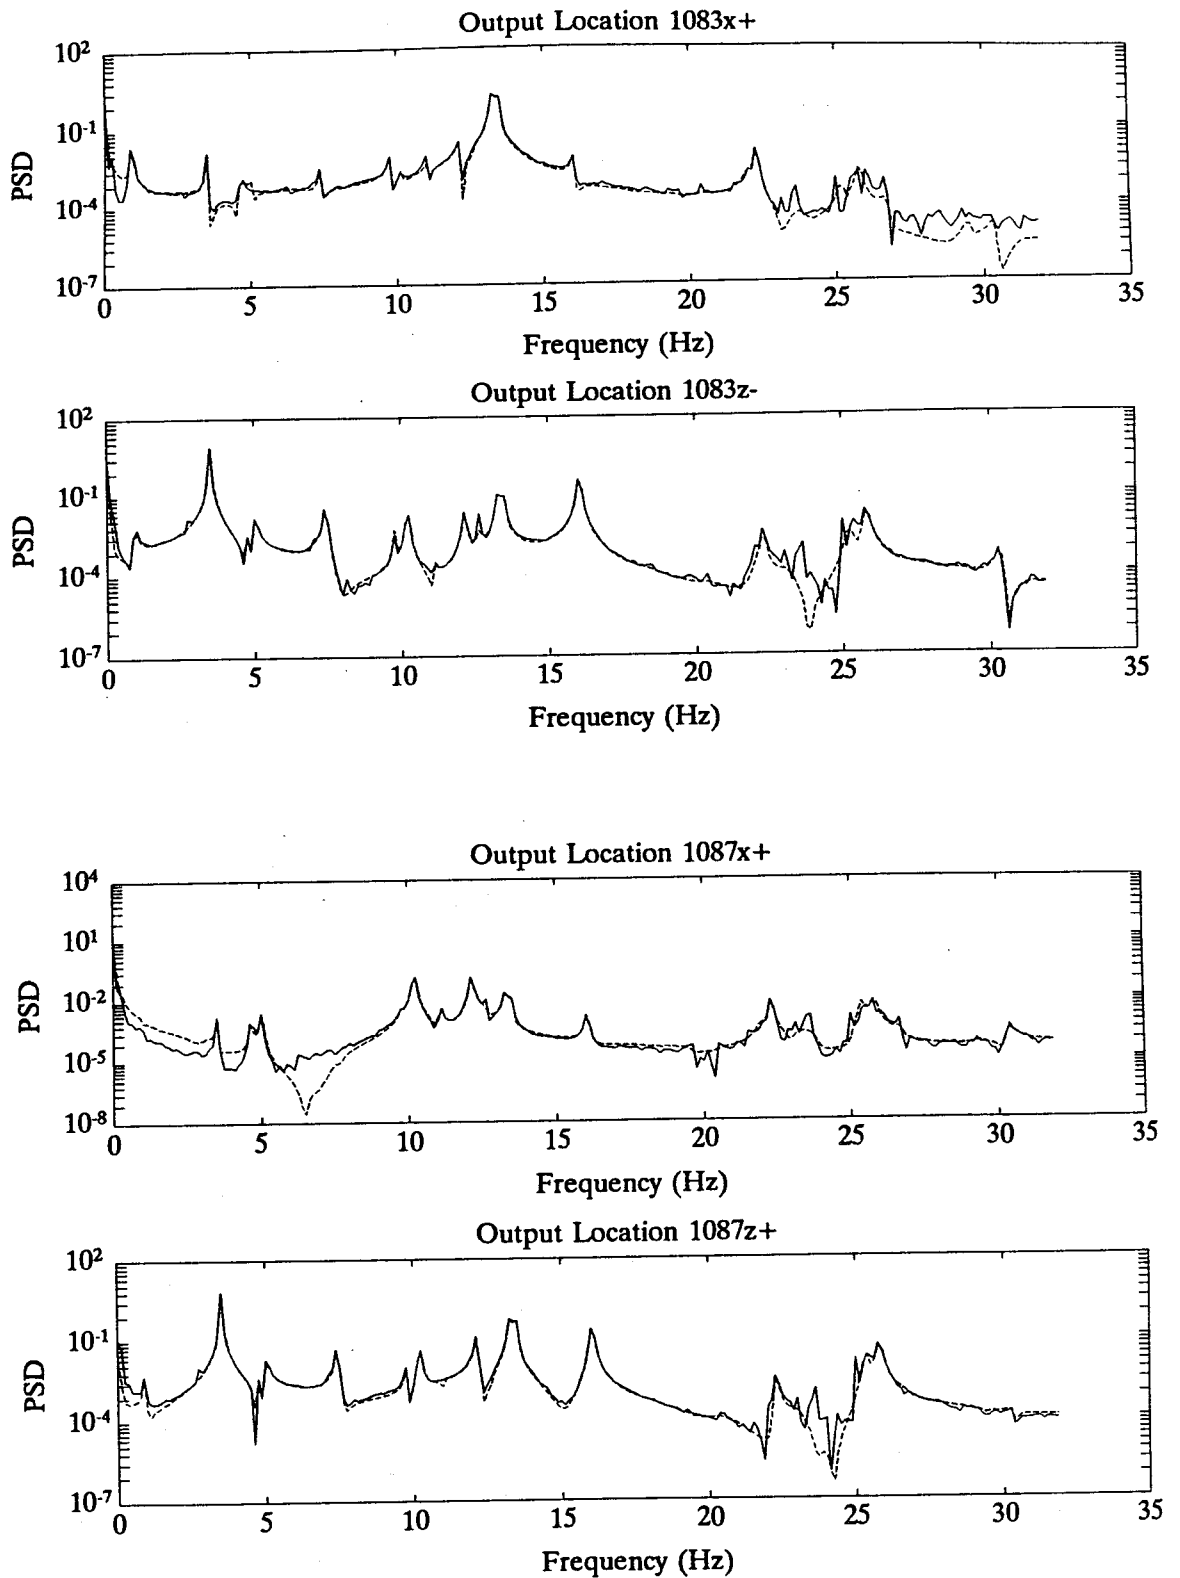 Output Location 1083x+
10²
10⁻¹
10⁻⁴
10⁻⁷
PSD
0 5 10 15 20 25 30 35
Frequency (Hz)
Output Location 1083z-
10²
10⁻¹
10⁻⁴
10⁻⁷
PSD
0 5 10 15 20 25 30 35
Frequency (Hz)
Output Location 1087x+
10⁴
10¹
10⁻²
10⁻⁵
10⁻⁸
PSD
0 5 10 15 20 25 30 35
Frequency (Hz)
Output Location 1087z+
10²
10⁻¹
10⁻⁴
10⁻⁷
PSD
0 5 10 15 20 25 30 35
Frequency (Hz)